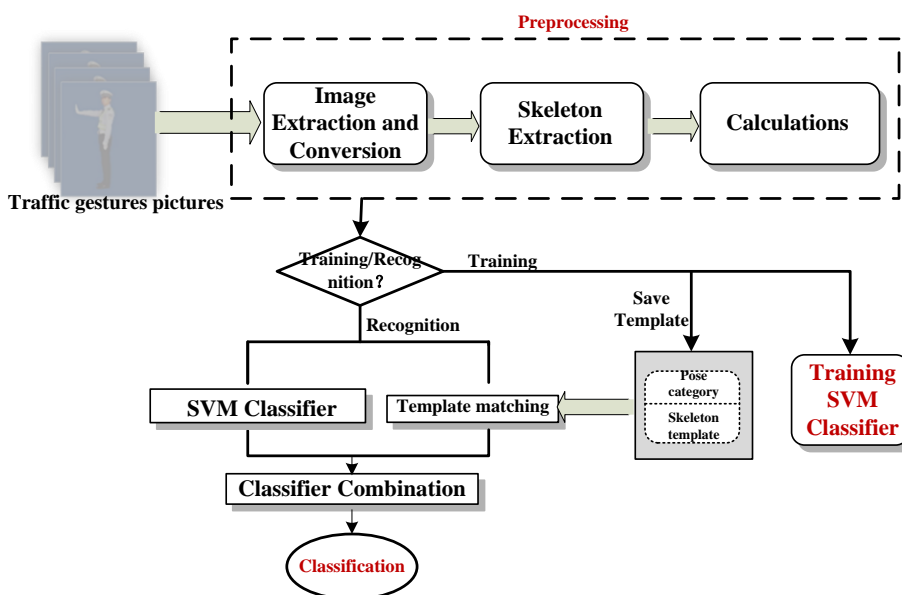 Preprocessing
Image
Extraction and
Conversion
Skeleton
Extraction
Calculations
Traffic gestures pictures
Training/Recog
nition？
Training
Recognition
Save
Template
Pose
category
Skeleton
template
Training
SVM
Classifier
SVM Classifier
Template matching
Classifier Combination
Classification